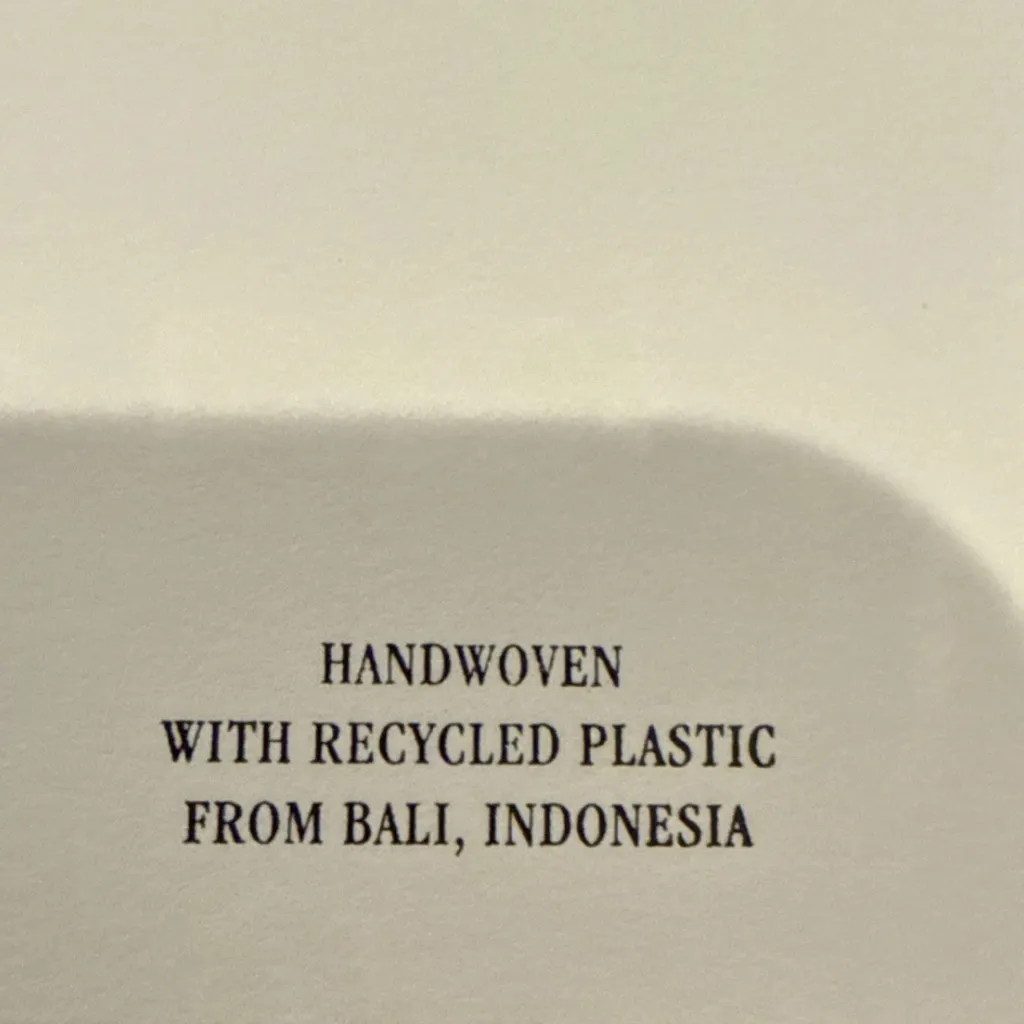 HANDWOVEN
WITH RECYCLED PLASTIC
FROM BALI, INDONESIA